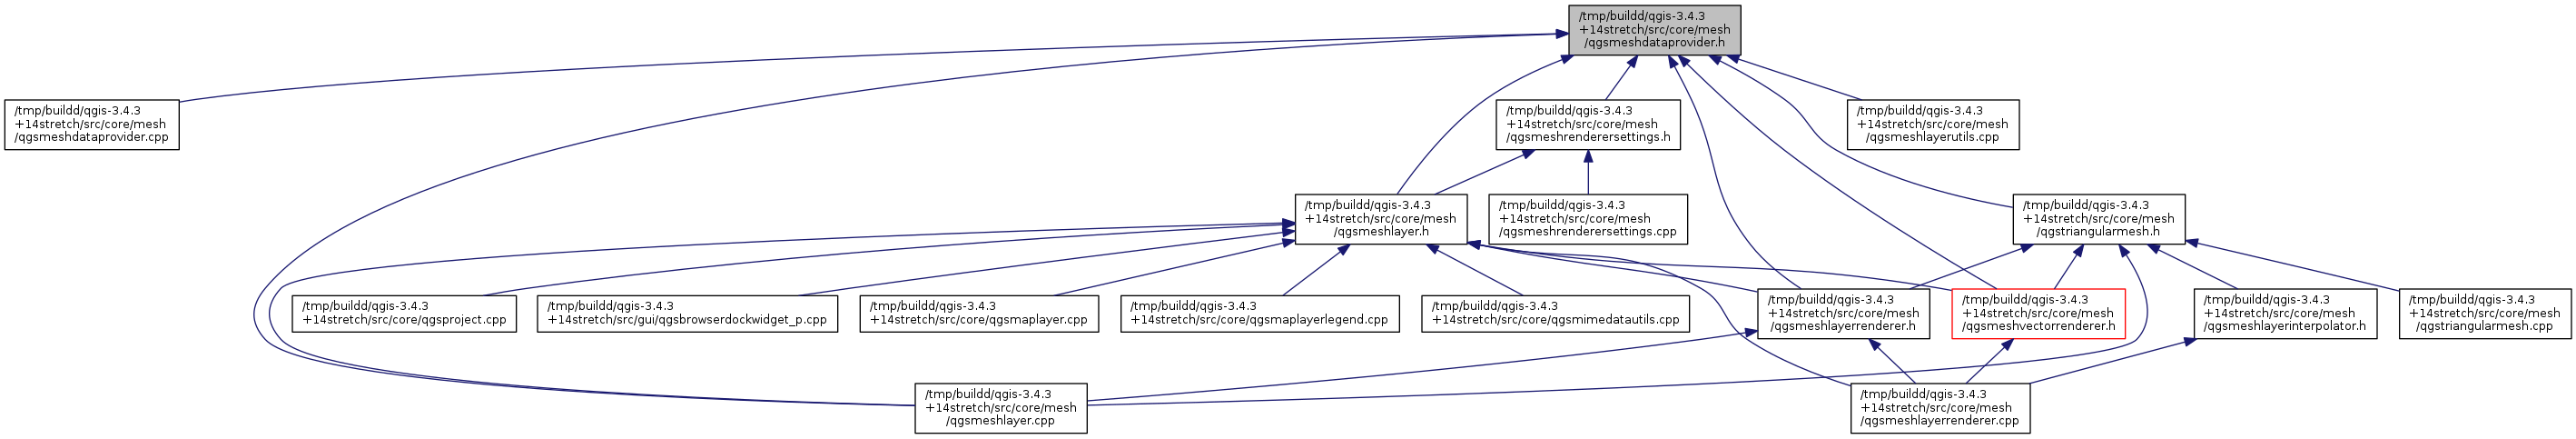 /tmp/buildd/qgis-3.4.3
+14stretch/src/core/mesh
/qgsmeshdataprovider.h
/tmp/buildd/qgis-3.4.3
+14stretch/src/core/mesh
/qgsmeshdataprovider.cpp
/tmp/buildd/qgis-3.4.3
+14stretch/src/core/mesh
/qgsmeshrenderersettings.h
/tmp/buildd/qgis-3.4.3
+14stretch/src/core/mesh
/qgsmeshlayerutils.cpp
/tmp/buildd/qgis-3.4.3
+14stretch/src/core/mesh
/qgsmeshlayer.h
/tmp/buildd/qgis-3.4.3
+14stretch/src/core/mesh
/qgsmeshrenderersettings.cpp
/tmp/buildd/qgis-3.4.3
+14stretch/src/core/mesh
/qgstriangularmesh.h
/tmp/buildd/qgis-3.4.3
+14stretch/src/core/qgsproject.cpp
/tmp/buildd/qgis-3.4.3
+14stretch/src/gui/qgsbrowserdockwidget_p.cpp
/tmp/buildd/qgis-3.4.3
+14stretch/src/core/qgsmaplayer.cpp
/tmp/buildd/qgis-3.4.3
+14stretch/src/core/qgsmaplayerlegend.cpp
/tmp/buildd/qgis-3.4.3
+14stretch/src/core/qgsmimedatautils.cpp
/tmp/buildd/qgis-3.4.3
+14stretch/src/core/mesh
/qgsmeshlayerrenderer.h
/tmp/buildd/qgis-3.4.3
+14stretch/src/core/mesh
/qgsmeshvectorrenderer.h
/tmp/buildd/qgis-3.4.3
+14stretch/src/core/mesh
/qgsmeshlayerinterpolator.h
/tmp/buildd/qgis-3.4.3
+14stretch/src/core/mesh
/qgstriangularmesh.cpp
/tmp/buildd/qgis-3.4.3
+14stretch/src/core/mesh
/qgsmeshlayer.cpp
/tmp/buildd/qgis-3.4.3
+14stretch/src/core/mesh
/qgsmeshlayerrenderer.cpp